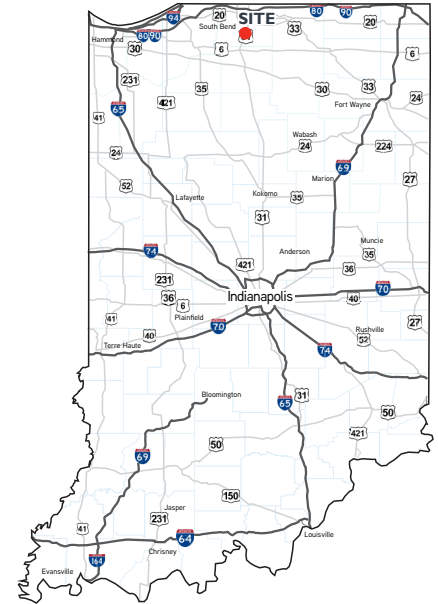 94
20
SITE
80
90
South Bend
33
20
Hammond
80
90
30
6
6
231
35
30
33
24
421
Fort Wayne
65
41
Wabash
24
224
24
69
Marion
27
52
Kokomo
35
Lafayette
31
Muncie
74
Anderson
35
421
36
231
70
36
6
Indianapolis
40
41
Plainfield
70
27
40
Rushville
52
Terre Haute
74
Bloomington
31
65
50
421
50
69
150
Jasper
231
41
64
Louisville
Chrisney
164
Evansville